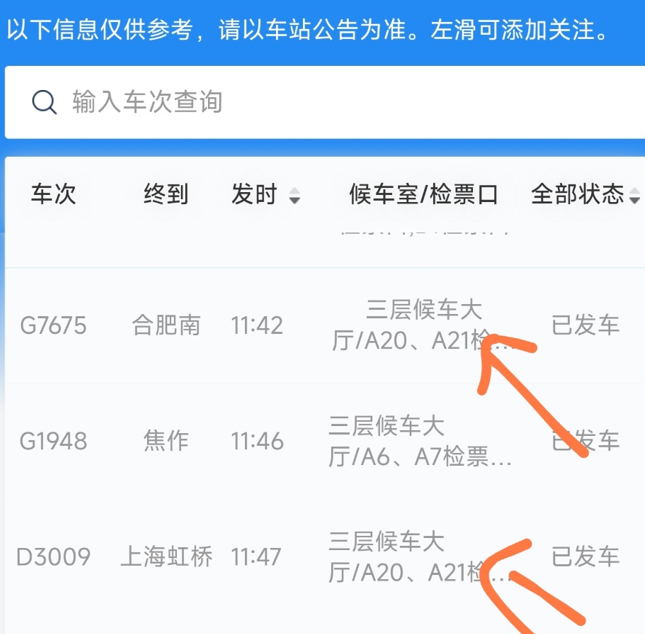 以下信息仅供参考，请以车站公告为准。左滑可添加关注。
输入车次查询
车次 终到 发时 候车室/检票口 全部状态
G7675 合肥南 11:42 三层候车大
厅/A20、A21检... 已发车
G1948 焦作 11:46 三层候车大
厅/A6、A7检票... 已发车
D3009 上海虹桥 11:47 三层候车大
厅/A20、A21检... 已发车